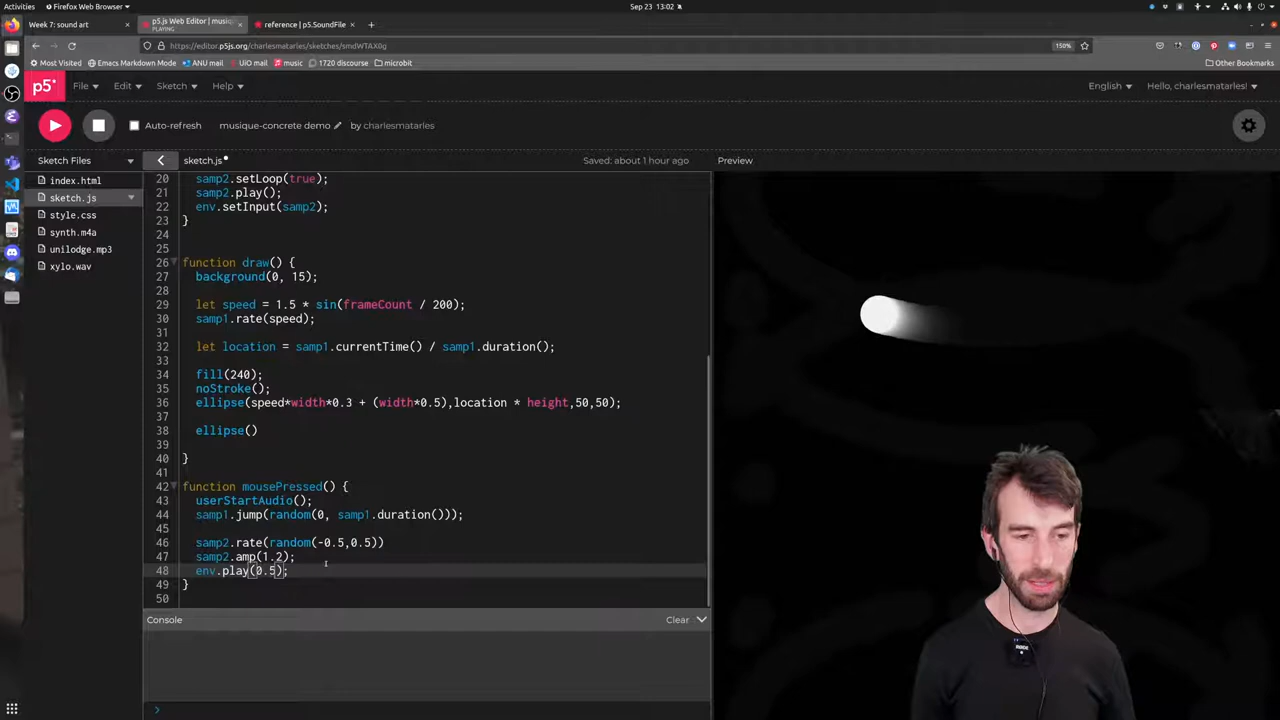 Activities
Firefox Web Browser
Sep 23 13:02
Week 7: sound art
p5.js Web Editor | musiq
PLAYING
reference | p5.SoundFile
https://editor.p5js.org/charlesmatarles/sketches/smdWTAX0g
150%
Most Visited
Emacs Markdown Mode
ANU mail
UiO mail
music
1720 discourse
microbit
Other Bookmarks
p5*
File
Edit
Sketch
Help
English
Hello, charlesmatarles!
Auto-refresh
musique-concrete demo
by charlesmatarles
Sketch Files
sketch.js
Saved: about 1 hour ago
Preview
index.html
sketch.js
style.css
synth.m4a
unilodge.mp3
xylo.wav
20 samp2.setLoop(true);
21 samp2.play();
22 env.setInput(samp2);
23 }
24
25
26 function draw() {
27 background(0, 15);
28
29 let speed = 1.5 * sin(frameCount / 200);
30 samp1.rate(speed);
31
32 let location = samp1.currentTime() / samp1.duration();
33
34 fill(240);
35 noStroke();
36 ellipse(speed*width*0.3 + (width*0.5),location * height,50,50);
37
38 ellipse()
39
40 }
41
42 function mousePressed() {
43 userStartAudio();
44 samp1.jump(random(0, samp1.duration()));
45
46 samp2.rate(random(-0.5,0.5))
47 samp2.amp(1.2);
48 env.play(0.5);
49 }
50
Console
Clear
RØDE